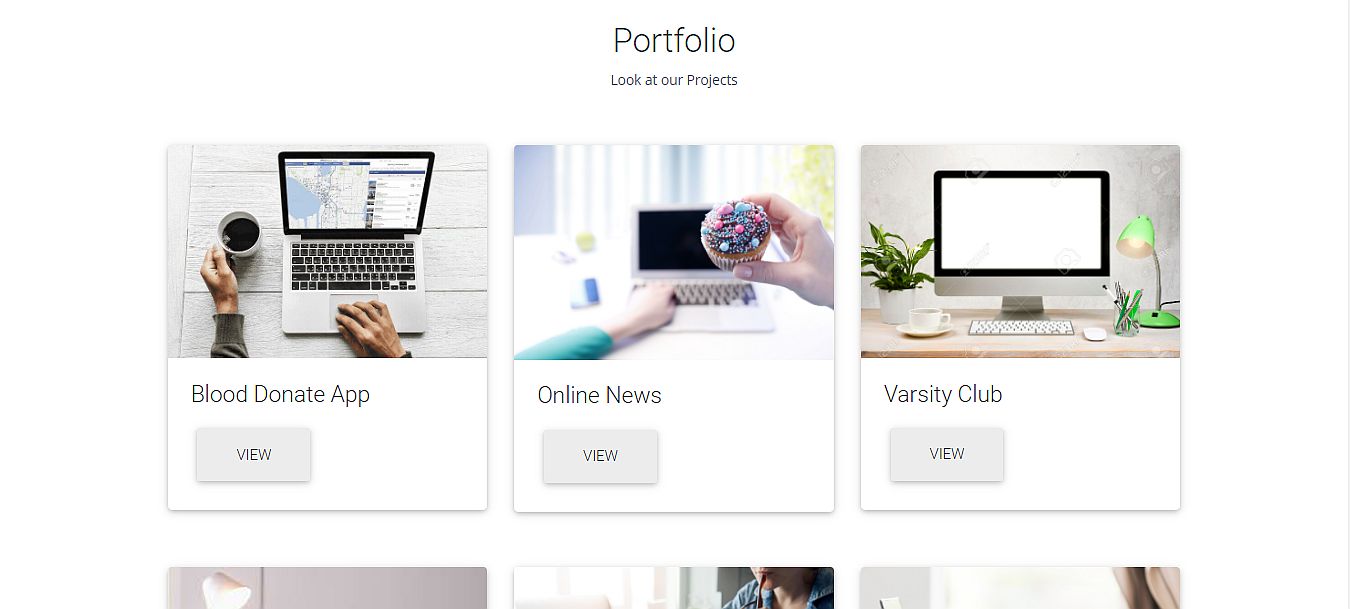 Portfolio
Look at our Projects
Blood Donate App
Online News
Varsity Club
VIEW
VIEW
VIEW